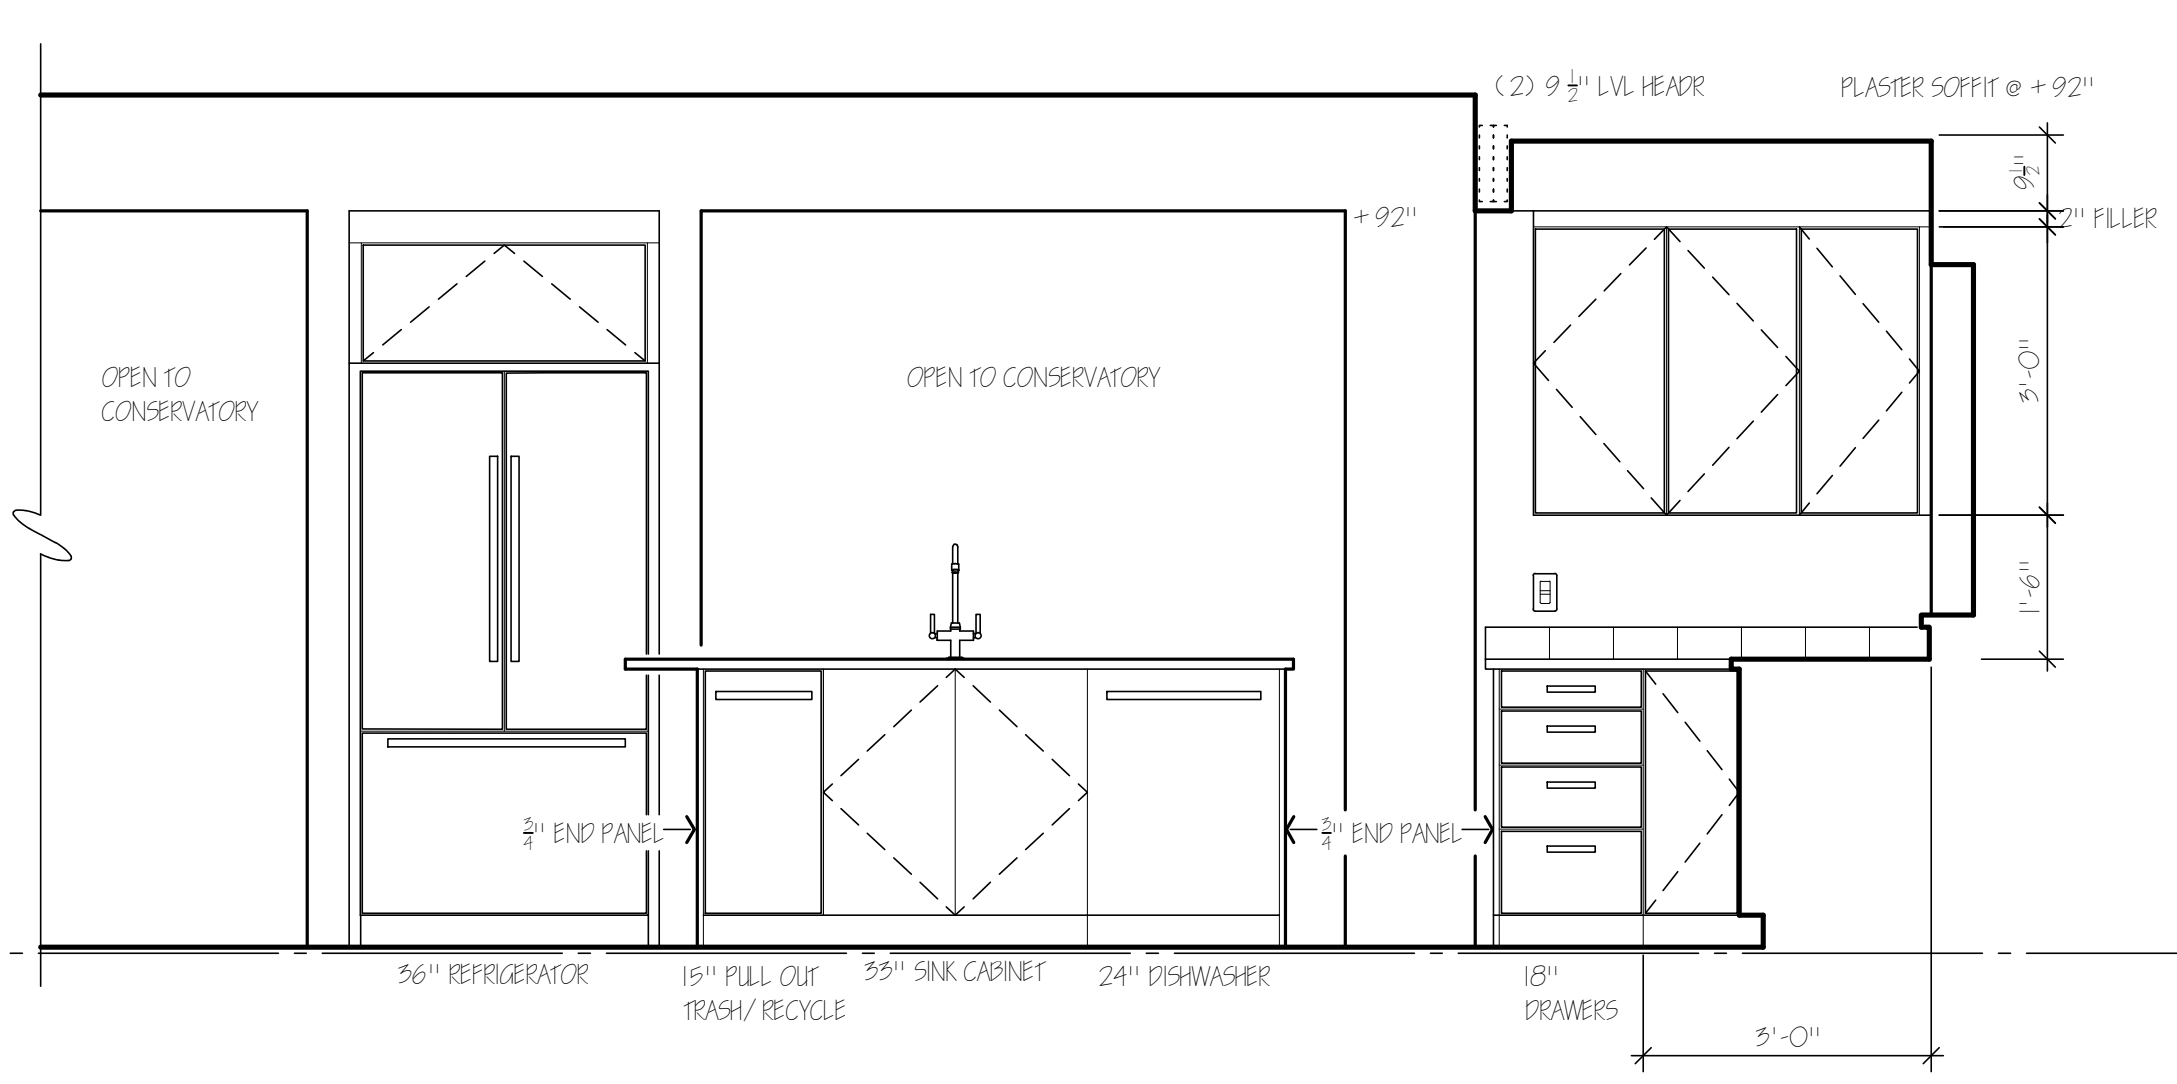 (2) 9 1/2" LVL HEADR
PLASTER SOFFIT @ +92"
9 1/2"
2" FILLER
+92"
3'-0"
OPEN TO
CONSERVATORY
OPEN TO CONSERVATORY
1'-6"
3/4" END PANEL
3/4" END PANEL
36" REFRIGERATOR
15" PULL OUT
TRASH/ RECYCLE
33" SINK CABINET
24" DISHWASHER
18"
DRAWERS
3'-0"